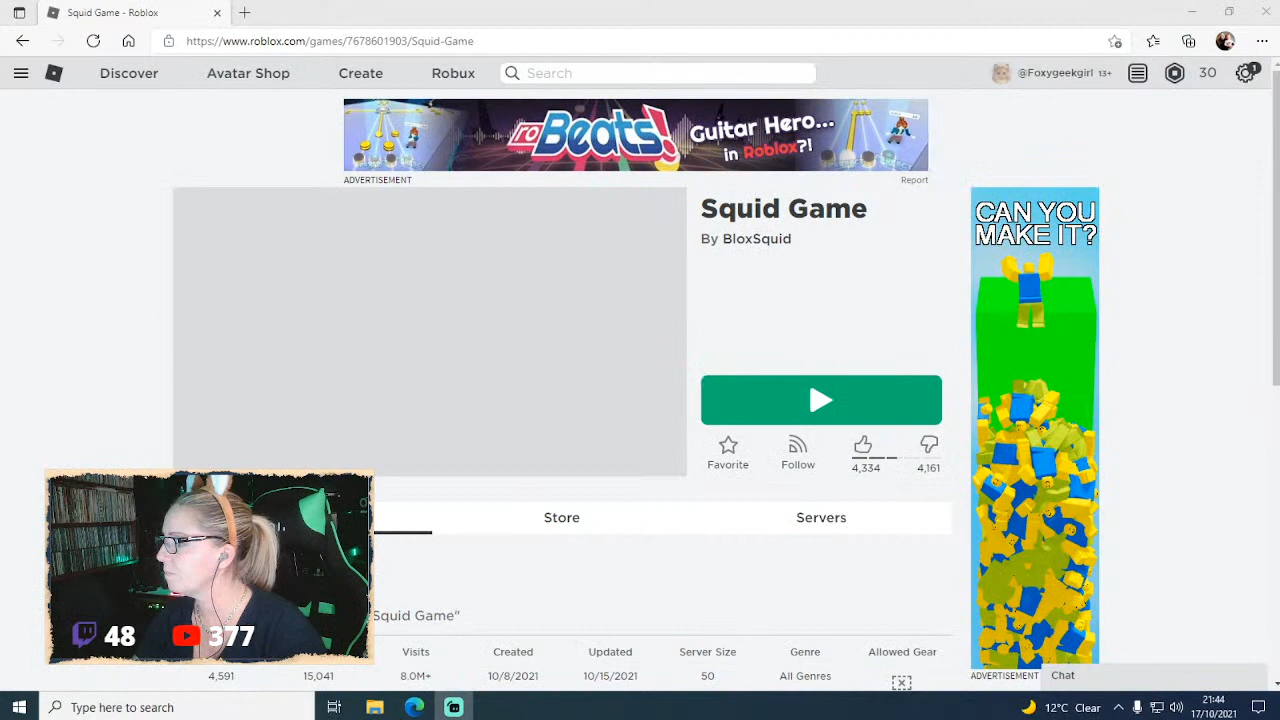 Squid Game - Roblox
https://www.roblox.com/games/7678601903/Squid-Game
Discover
Avatar Shop
Create
Robux
Search
@Foxygeekgirl 13+
30
1
roBeats!
Guitar Hero...
in Roblox?!
ADVERTISEMENT
Report
Squid Game
By BloxSquid
CAN YOU
MAKE IT?
Favorite
Follow
4,334
4,161
Store
Servers
Squid Game"
Visits
Created
Updated
Server Size
Genre
Allowed Gear
4,591
15,041
8.0M+
10/8/2021
10/15/2021
50
All Genres
48
377
ADVERTISEMENT
Chat
Type here to search
12°C Clear
21:44
17/10/2021